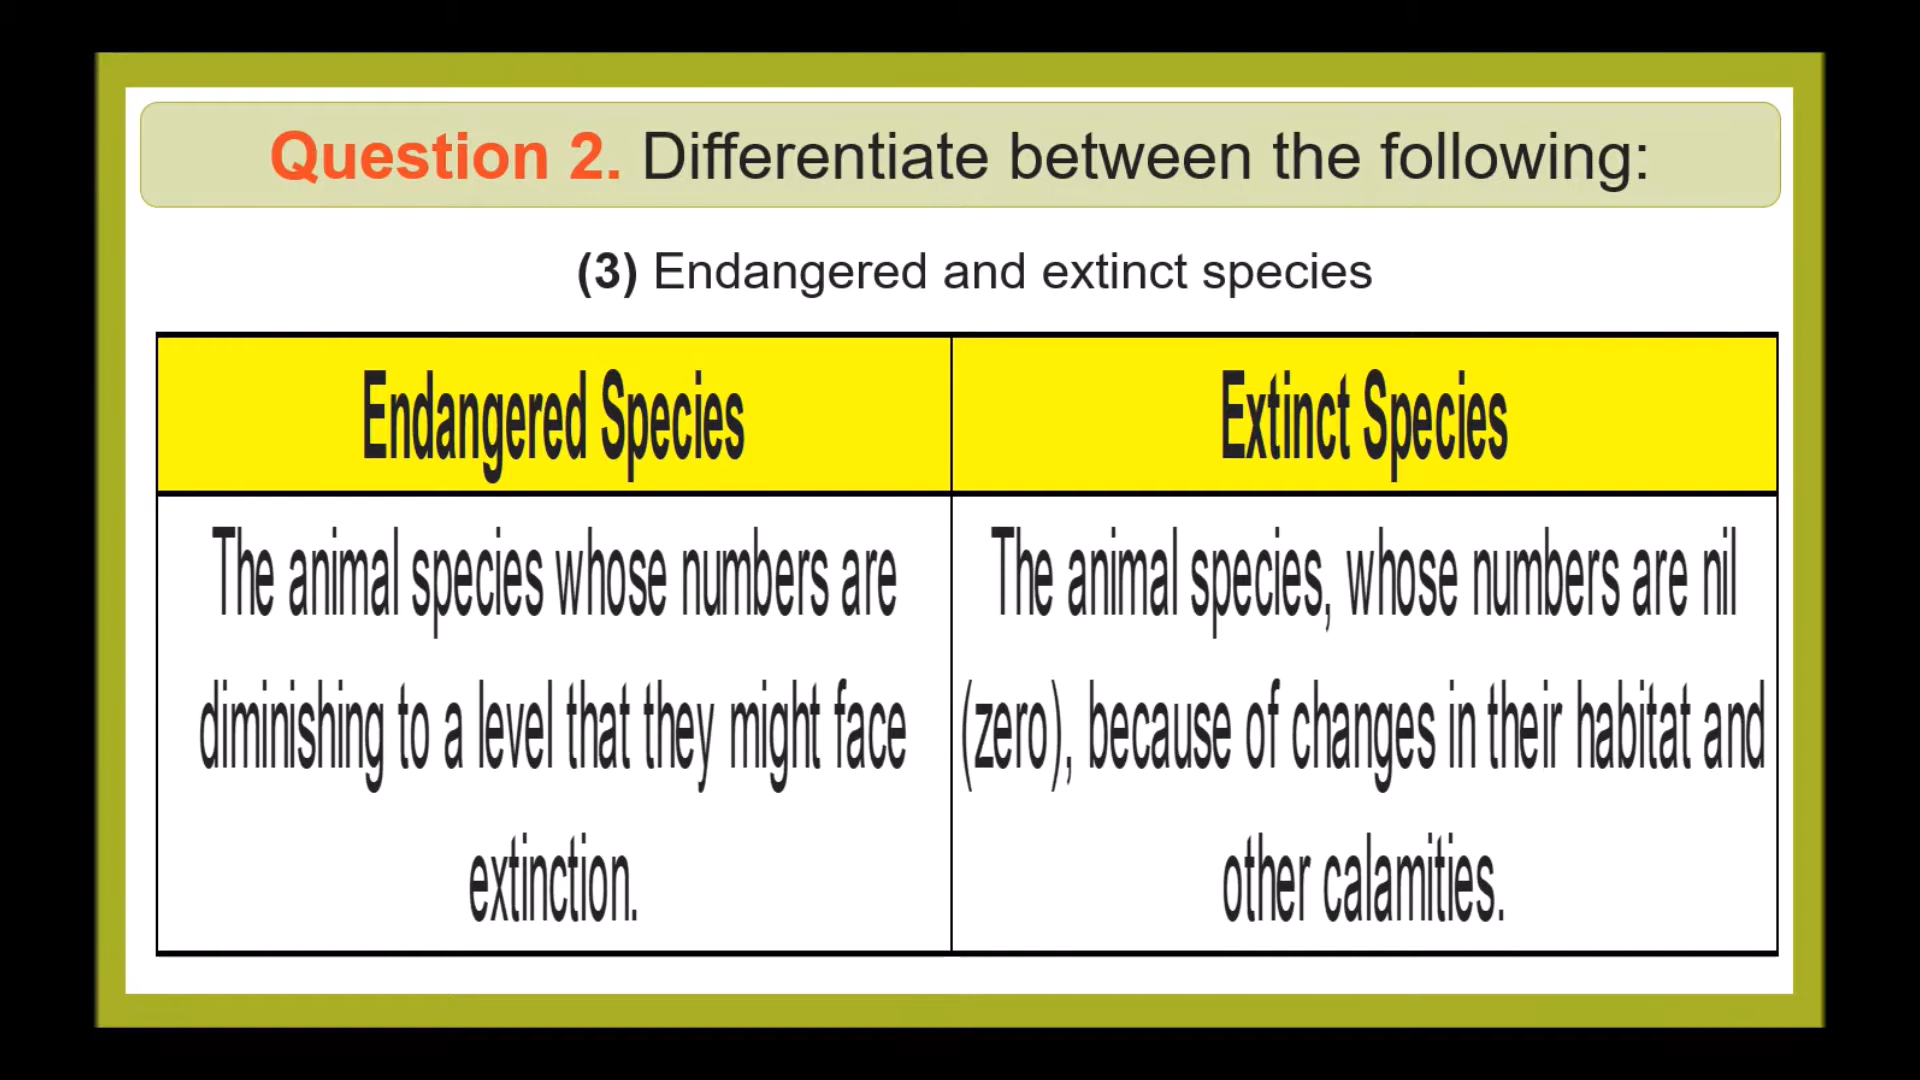 Question 2. Differentiate between the following:
(3) Endangered and extinct species
Endangered Species
Extinct Species
The animal species whose numbers are
diminishing to a level that they might face
extinction.
The animal species, whose numbers are nil
(zero), because of changes in their habitat and
other calamities.